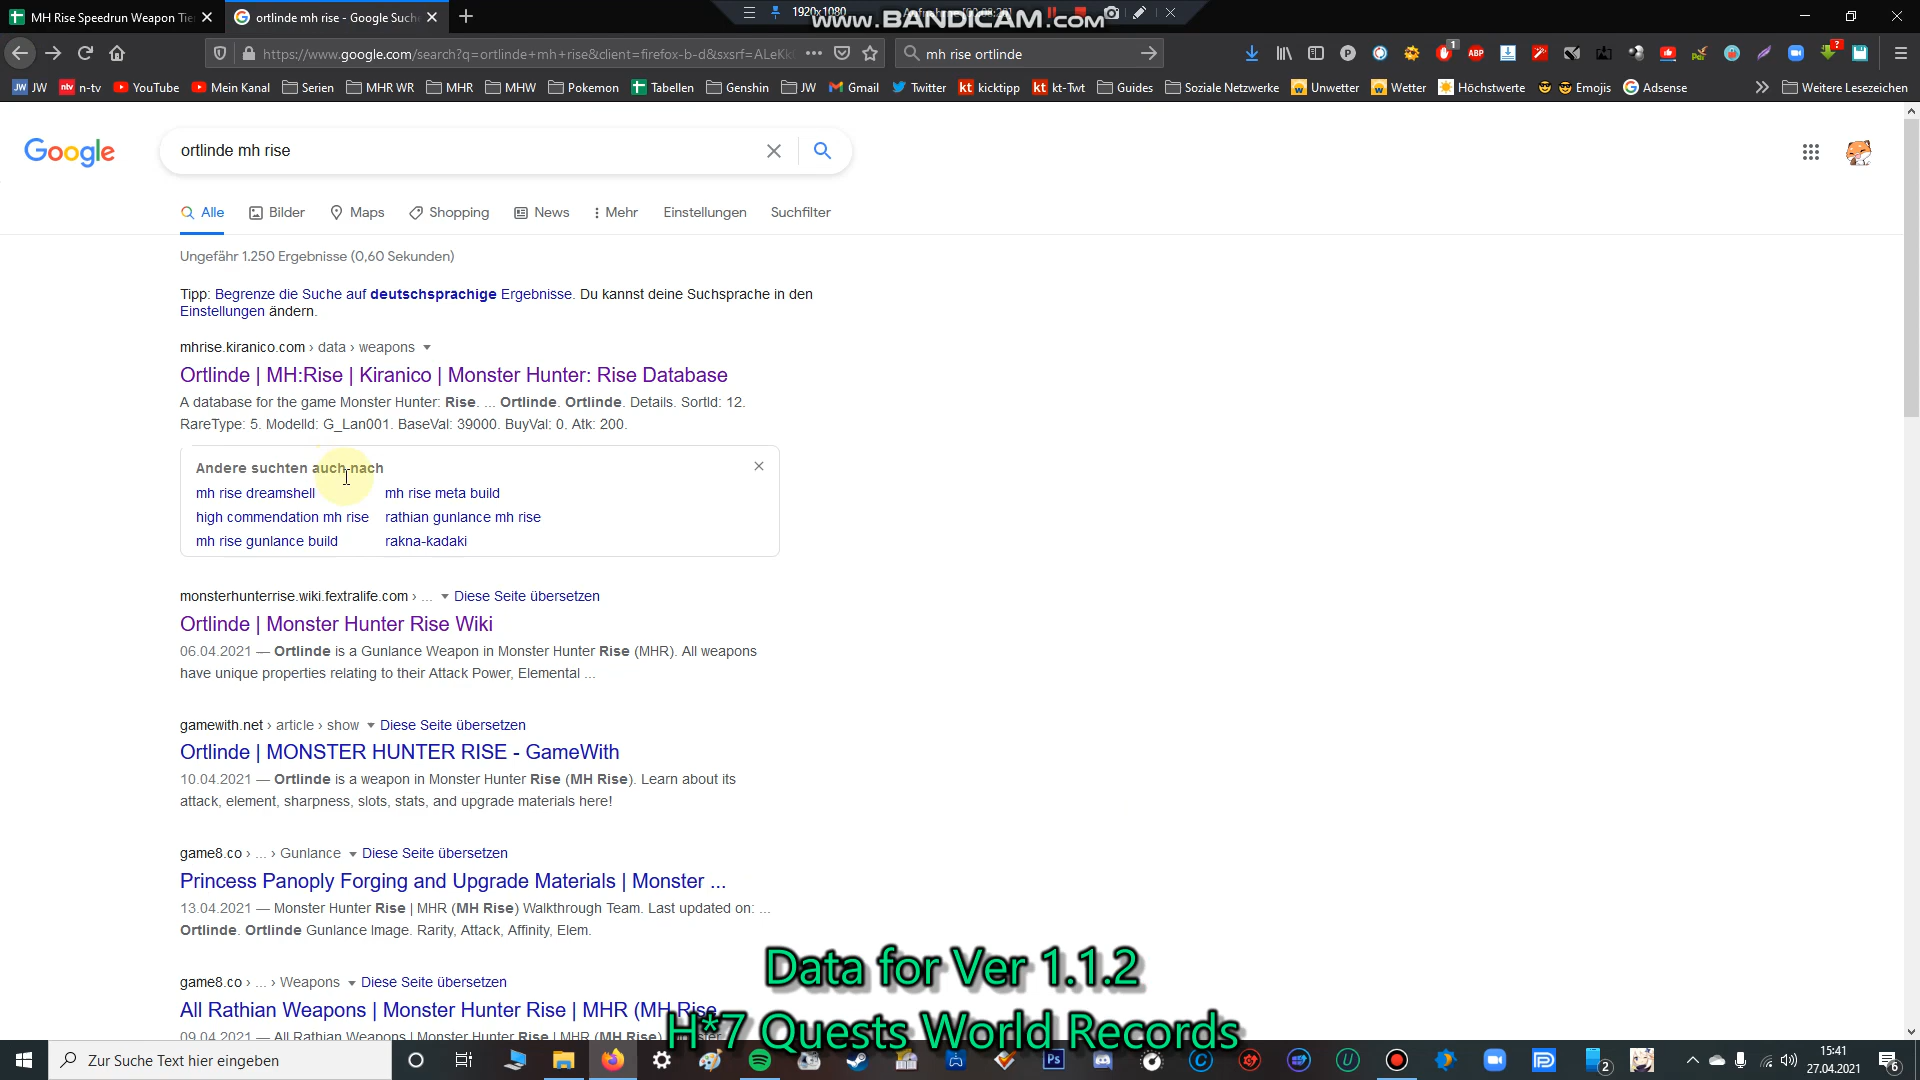 MH Rise Speedrun Weapon Tie
ortlinde mh rise - Google Such
1920x1080
www.BANDICAM.com
https://www.google.com/search?q=ortlinde+mh+rise&client=firefox-b-d&sxsrf=ALeKk
mh rise ortlinde
JW
n-tv
YouTube
Mein Kanal
Serien
MHR WR
MHR
MHW
Pokemon
Tabellen
Genshin
JW
Gmail
Twitter
kicktipp
kt-Twt
Guides
Soziale Netzwerke
Unwetter
Wetter
Höchstwerte
Emojis
Adsense
Weitere Lesezeichen
Google
ortlinde mh rise
Alle
Bilder
Maps
Shopping
News
Mehr
Einstellungen
Suchfilter
Ungefähr 1.250 Ergebnisse (0,60 Sekunden)
Tipp: Begrenze die Suche auf deutschsprachige Ergebnisse. Du kannst deine Suchsprache in den
Einstellungen ändern.
mhrise.kiranico.com › data › weapons
Ortlinde | MH:Rise | Kiranico | Monster Hunter: Rise Database
A database for the game Monster Hunter: Rise. ... Ortlinde. Ortlinde. Details. SortId: 12.
RareType: 5. ModelId: G_Lan001. BaseVal: 39000. BuyVal: 0. Atk: 200.
Andere suchten auch nach
mh rise dreamshell
mh rise meta build
high commendation mh rise
rathian gunlance mh rise
mh rise gunlance build
rakna-kadaki
monsterhunterrise.wiki.fextralife.com › ... Diese Seite übersetzen
Ortlinde | Monster Hunter Rise Wiki
06.04.2021 — Ortlinde is a Gunlance Weapon in Monster Hunter Rise (MHR). All weapons
have unique properties relating to their Attack Power, Elemental ...
gamewith.net › article › show Diese Seite übersetzen
Ortlinde | MONSTER HUNTER RISE - GameWith
10.04.2021 — Ortlinde is a weapon in Monster Hunter Rise (MH Rise). Learn about its
attack, element, sharpness, slots, stats, and upgrade materials here!
game8.co › ... › Gunlance Diese Seite übersetzen
Princess Panoply Forging and Upgrade Materials | Monster ...
13.04.2021 — Monster Hunter Rise | MHR (MH Rise) Walkthrough Team. Last updated on: ...
Ortlinde. Ortlinde Gunlance Image. Rarity, Attack, Affinity, Elem.
game8.co › ... › Weapons Diese Seite übersetzen
All Rathian Weapons | Monster Hunter Rise | MHR (MH Rise
09.04.2021 — All Rathian Weapons | Monster Hunter Rise | MHR (MH Rise)
Data for Ver 1.1.2
H*7 Quests World Records
Zur Suche Text hier eingeben
15:41
27.04.2021